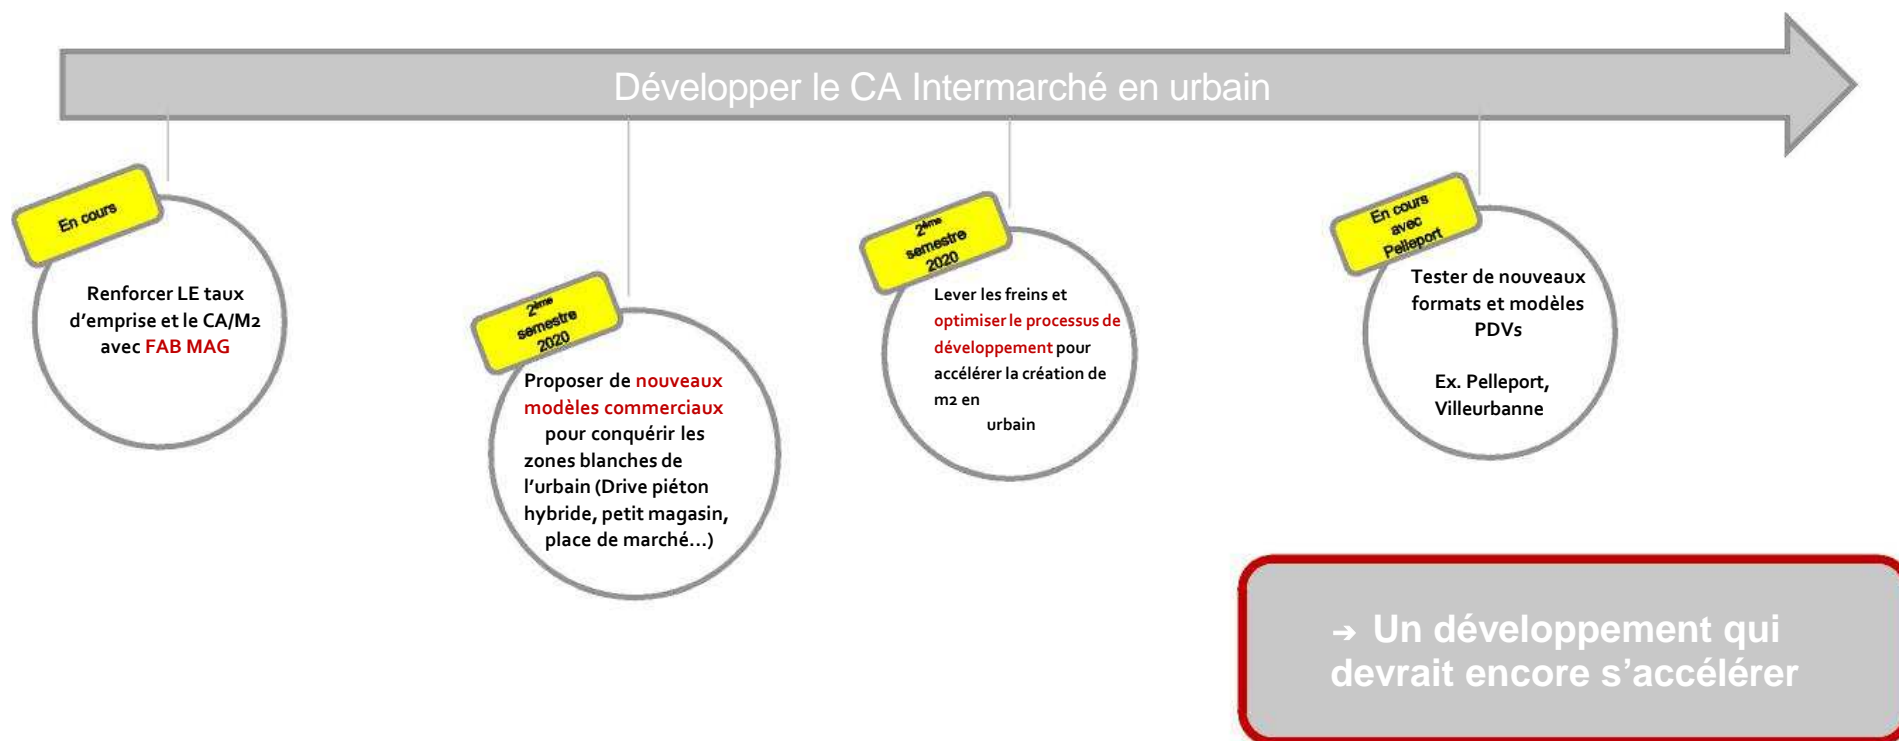 Développer le CA Intermarché en urbain
En cours
Renforcer LE taux
d’emprise et le CA/M2
avec FAB MAG
2ème
semestre
2020
Proposer de nouveaux
modèles commerciaux
pour conquérir les
zones blanches de
l’urbain (Drive piéton
hybride, petit magasin,
place de marché…)
2ème
semestre
2020
Lever les freins et
optimiser le processus de
développement pour
accélérer la création de
m2 en
urbain
En cours
avec
Pelleport
Tester de nouveaux
formats et modèles
PDVs
Ex. Pelleport,
Villeurbanne
→ Un développement qui
devrait encore s’accélérer